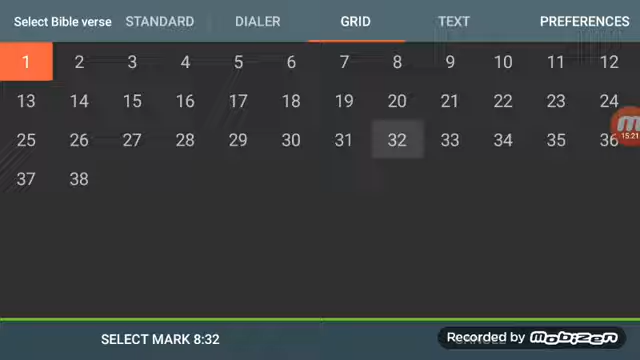 Select Bible verse STANDARD DIALER GRID TEXT PREFERENCES
1 2 3 4 5 6 7 8 9 10 11 12
13 14 15 16 17 18 19 20 21 22 23 24
25 26 27 28 29 30 31 32 33 34 35 36
m
15:21
37 38
SELECT MARK 8:32
Recorded by mobizen